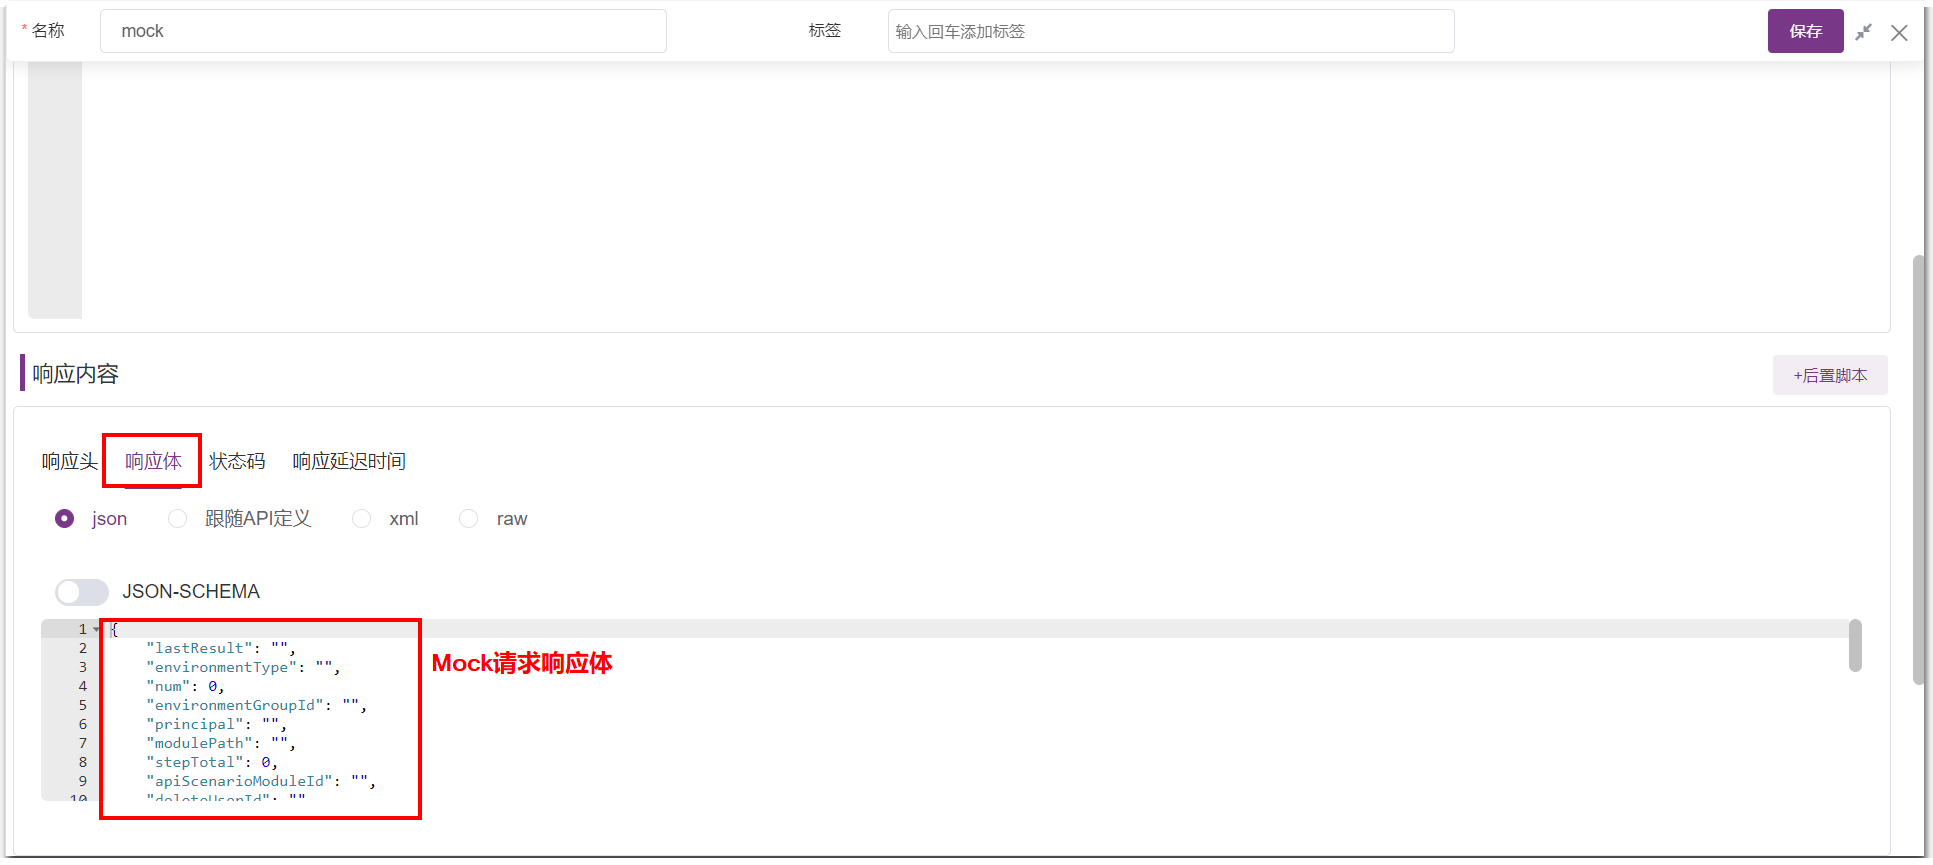 * 名称 mock 标签 输入回车添加标签 保存
响应内容 +后置脚本
响应头 响应体 状态码 响应延迟时间
json 跟随API定义 xml raw
JSON-SCHEMA
1 {
2 "lastResult": "",
3 "environmentType": "",
4 "num": 0,
5 "environmentGroupId": "",
6 "principal": "",
7 "modulePath": "",
8 "stepTotal": 0,
9 "apiScenarioModuleId": "",
10 "deleteUserId": ""
Mock请求响应体